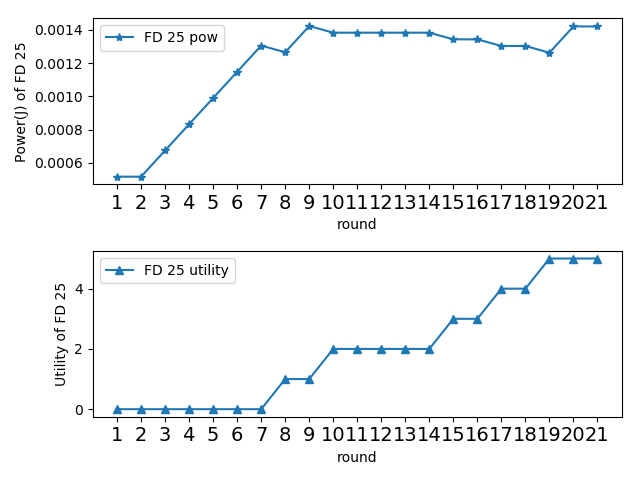 Power(J) of FD 25
0.0014
0.0012
0.0010
0.0008
0.0006
FD 25 pow
1 2 3 4 5 6 7 8 9 10 11 12 13 14 15 16 17 18 19 20 21
round
Utility of FD 25
4
2
0
FD 25 utility
1 2 3 4 5 6 7 8 9 10 11 12 13 14 15 16 17 18 19 20 21
round